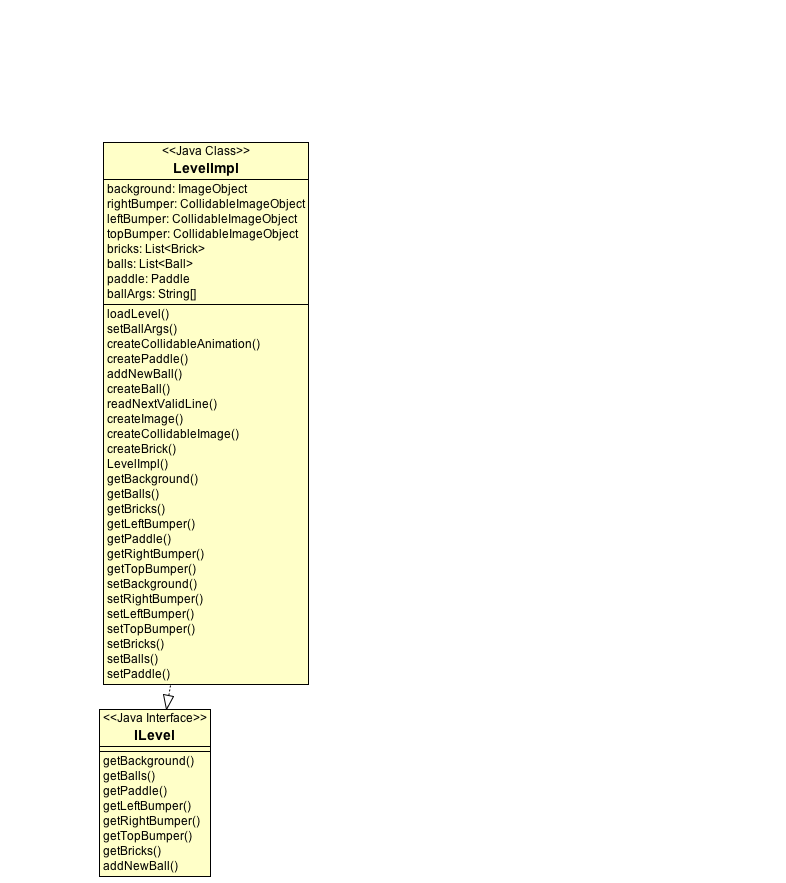 <<Java Class>>
LevelImpl
background: ImageObject
rightBumper: CollidableImageObject
leftBumper: CollidableImageObject
topBumper: CollidableImageObject
bricks: List<Brick>
balls: List<Ball>
paddle: Paddle
ballArgs: String[]
loadLevel()
setBallArgs()
createCollidableAnimation()
createPaddle()
addNewBall()
createBall()
readNextValidLine()
createImage()
createCollidableImage()
createBrick()
LevelImpl()
getBackground()
getBalls()
getBricks()
getLeftBumper()
getPaddle()
getRightBumper()
getTopBumper()
setBackground()
setRightBumper()
setLeftBumper()
setTopBumper()
setBricks()
setBalls()
setPaddle()
<<Java Interface>>
ILevel
getBackground()
getBalls()
getPaddle()
getLeftBumper()
getRightBumper()
getTopBumper()
getBricks()
addNewBall()